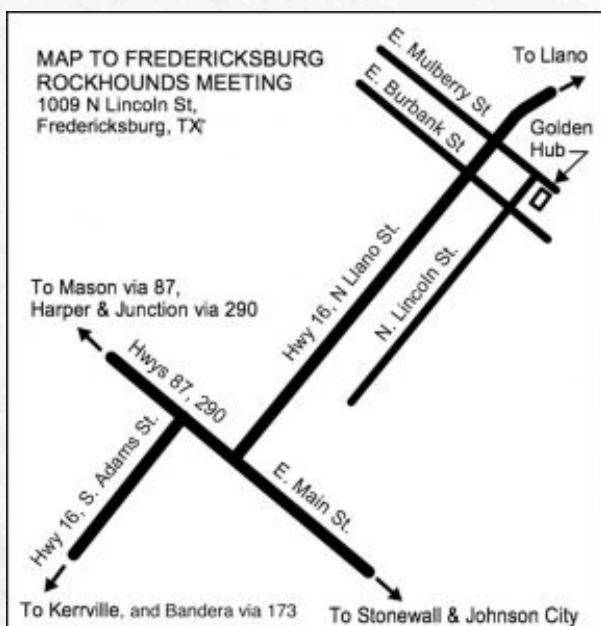 MAP TO FREDERICKSBURG
ROCKHOUNDS MEETING
1009 N Lincoln St,
Fredericksburg, TX
E. Mulberry St
To Llano
E. Burbank St
Golden
Hub
Hwy 16, N Llano St.
N. Lincoln St.
To Mason via 87,
Harper & Junction via 290
Hwys 87, 290
Hwy 16, S. Adams St.
E. Main St.
To Kerrville, and Bandera via 173
To Stonewall & Johnson City